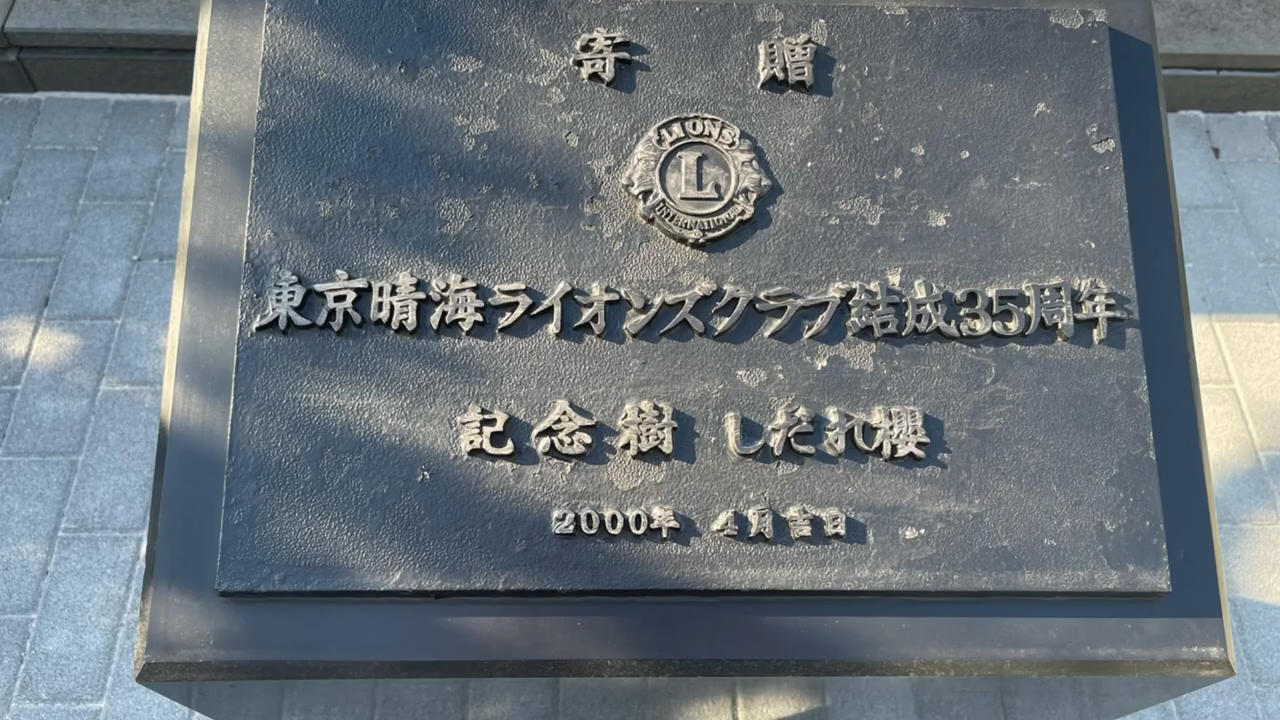 寄 贈
LIONS
L
INTERNATIONAL
東京晴海ライオンズクラブ結成35周年
記念樹 しだれ櫻
2000年 4月吉日